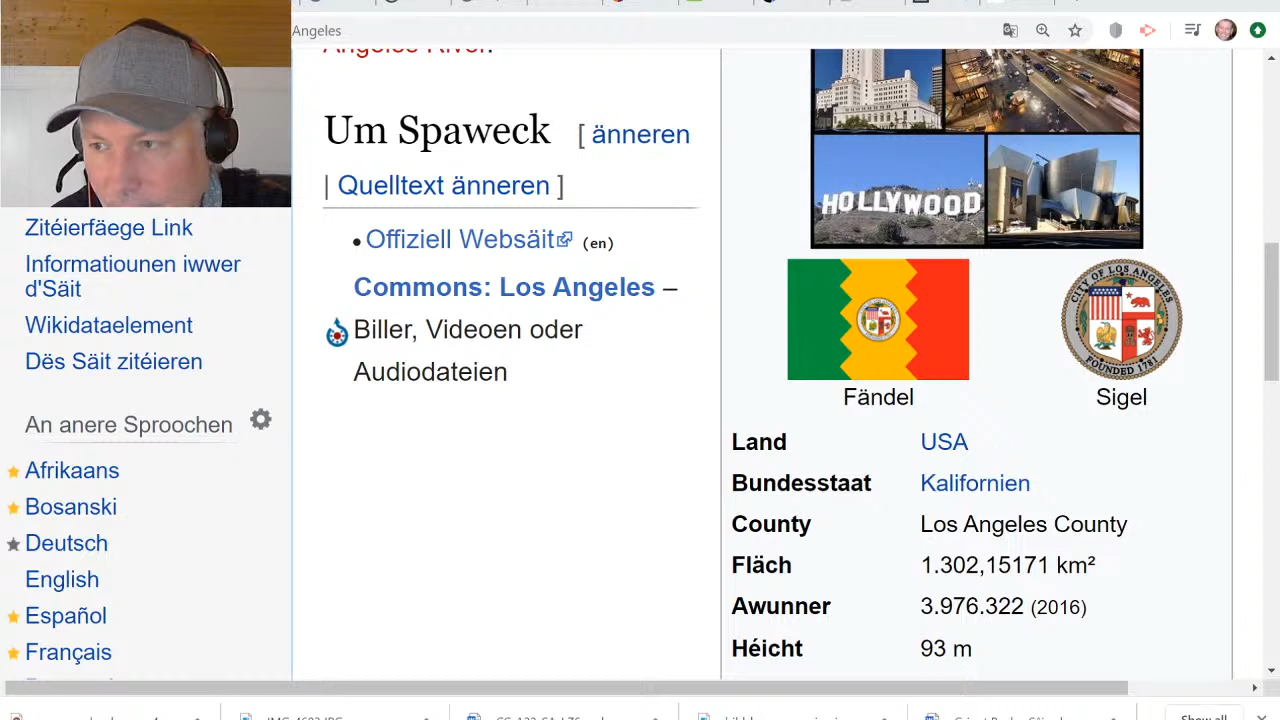 Angeles
Angeles River.
Um Spaweck [ änneren
| Quelltext änneren ]
• Offiziell Websäit (en)
Commons: Los Angeles –
Biller, Videoen oder
Audiodateien
Zitéierfäege Link
Informatiounen iwwer
d'Säit
Wikidataelement
Dës Säit zitéieren
An anere Sproochen
Afrikaans
Bosanski
Deutsch
English
Español
Français
HOLLYWOOD
CITY OF LOS ANGELES
FOUNDED 1781
Fändel
Sigel
Land USA
Bundesstaat Kalifornien
County Los Angeles County
Fläch 1.302,15171 km²
Awunner 3.976.322 (2016)
Héicht 93 m
Show all